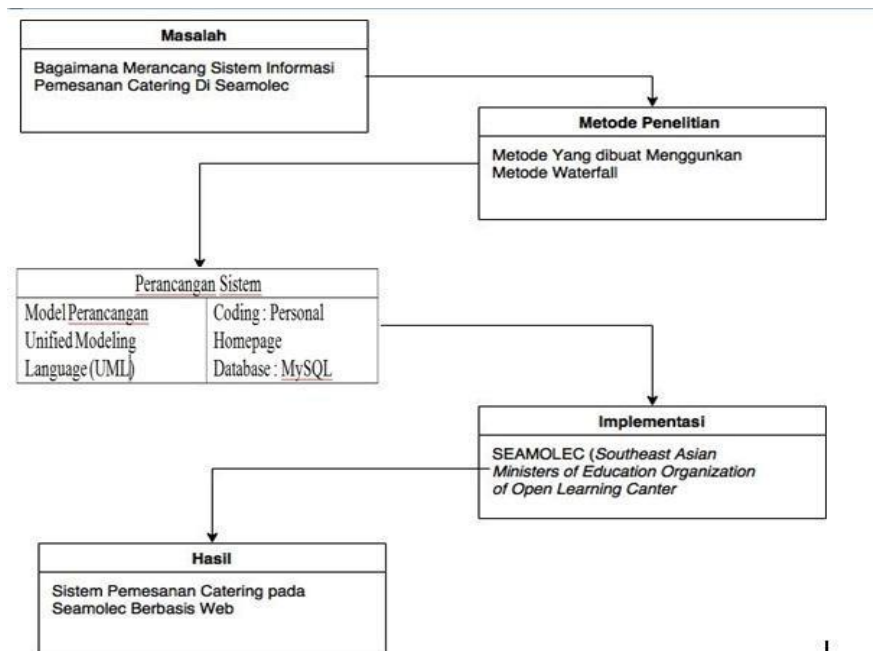 Masalah
Bagaimana Merancang Sistem Informasi
Pemesanan Catering Di Seamolec
Metode Penelitian
Metode Yang dibuat Menggunkan
Metode Waterfall
Perancangan Sistem
Model Perancangan
Unified Modeling
Language (UML)
Coding : Personal
Homepage
Database : MySQL
Implementasi
SEAMOLEC (Southeast Asian
Ministers of Education Organization
of Open Learning Canter
Hasil
Sistem Pemesanan Catering pada
Seamolec Berbasis Web